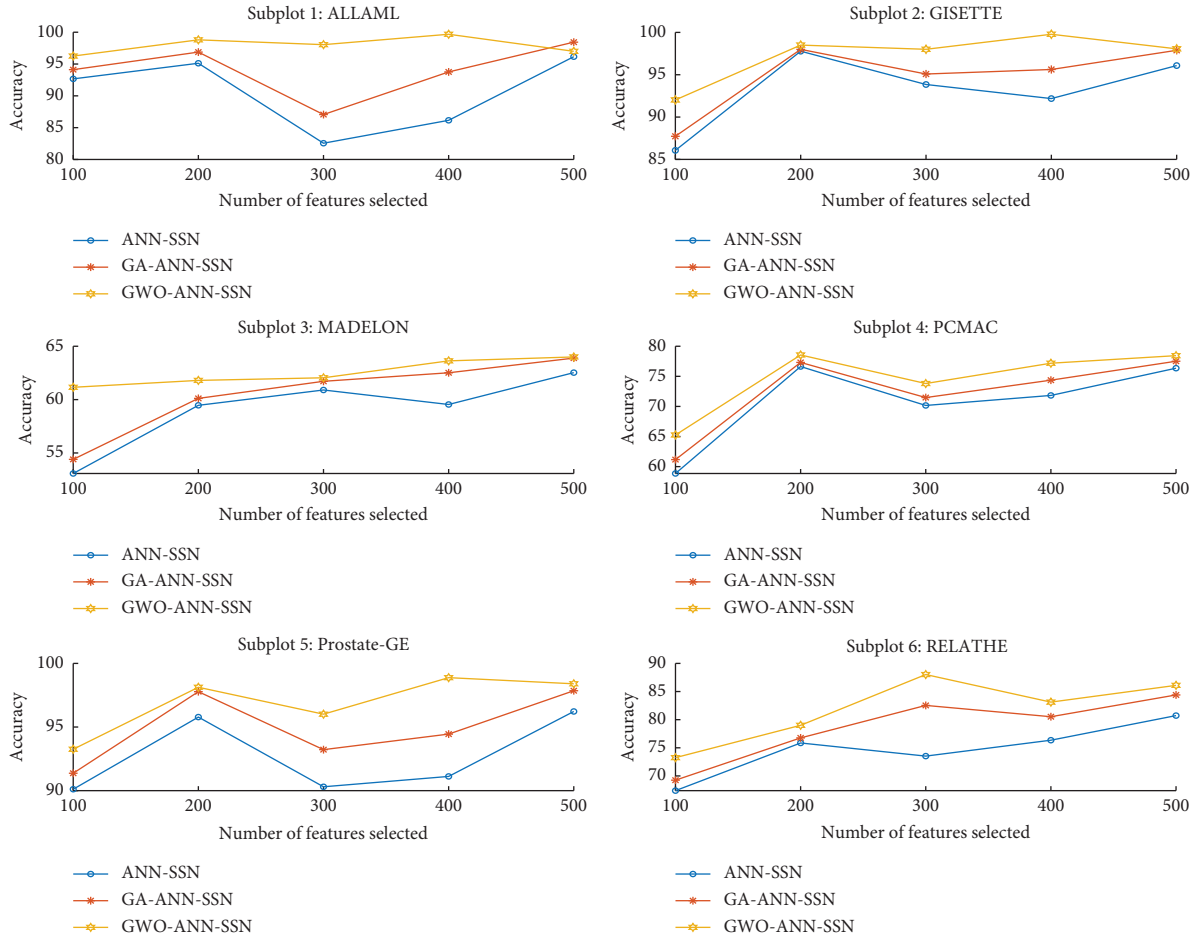 Subplot 1: ALLAML
100
95
90
85
80
Accuracy
100 200 300 400 500
Number of features selected
ANN-SSN
GA-ANN-SSN
GWO-ANN-SSN
Subplot 2: GISETTE
100
95
90
85
Accuracy
100 200 300 400 500
Number of features selected
ANN-SSN
GA-ANN-SSN
GWO-ANN-SSN
Subplot 3: MADELON
65
60
55
Accuracy
100 200 300 400 500
Number of features selected
ANN-SSN
GA-ANN-SSN
GWO-ANN-SSN
Subplot 4: PCMAC
80
75
70
65
60
Accuracy
100 200 300 400 500
Number of features selected
ANN-SSN
GA-ANN-SSN
GWO-ANN-SSN
Subplot 5: Prostate-GE
100
95
90
Accuracy
100 200 300 400 500
Number of features selected
ANN-SSN
GA-ANN-SSN
GWO-ANN-SSN
Subplot 6: RELATHE
90
85
80
75
70
Accuracy
100 200 300 400 500
Number of features selected
ANN-SSN
GA-ANN-SSN
GWO-ANN-SSN